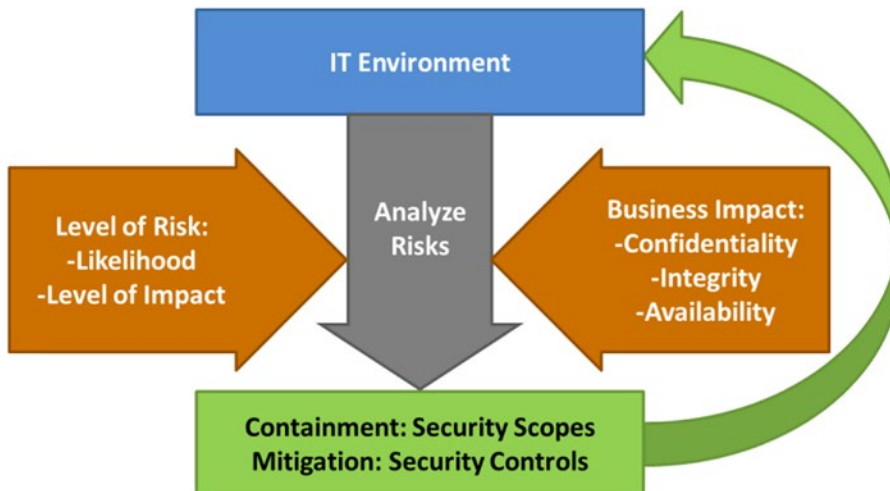 IT Environment
Analyze
Risks
Level of Risk:
-Likelihood
-Level of Impact
Business Impact:
-Confidentiality
-Integrity
-Availability
Containment: Security Scopes
Mitigation: Security Controls